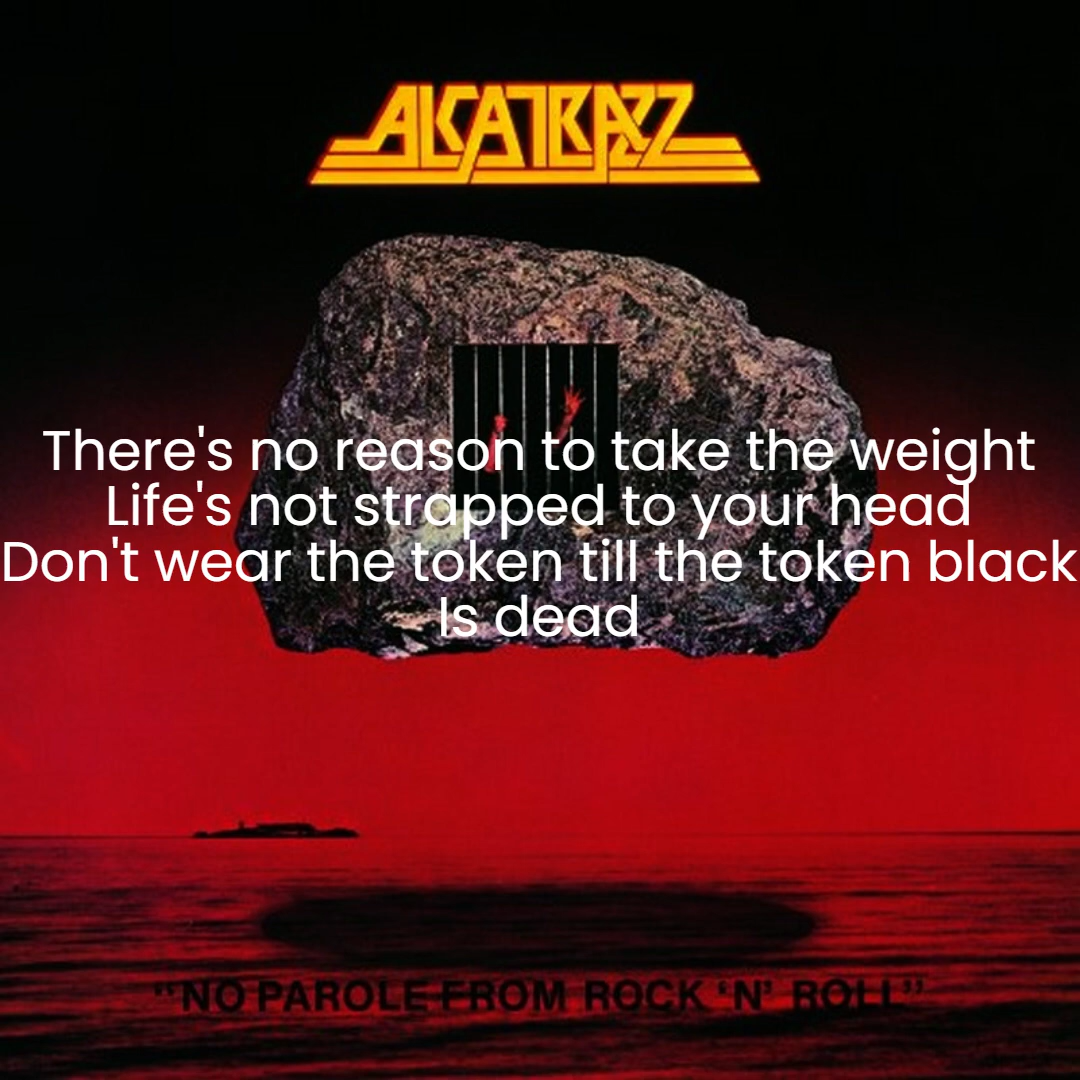 ALCATRAZZ
There's no reason to take the weight
Life's not strapped to your head
Don't wear the token till the token black
Is dead
"NO PAROLE FROM ROCK 'N' ROLL"